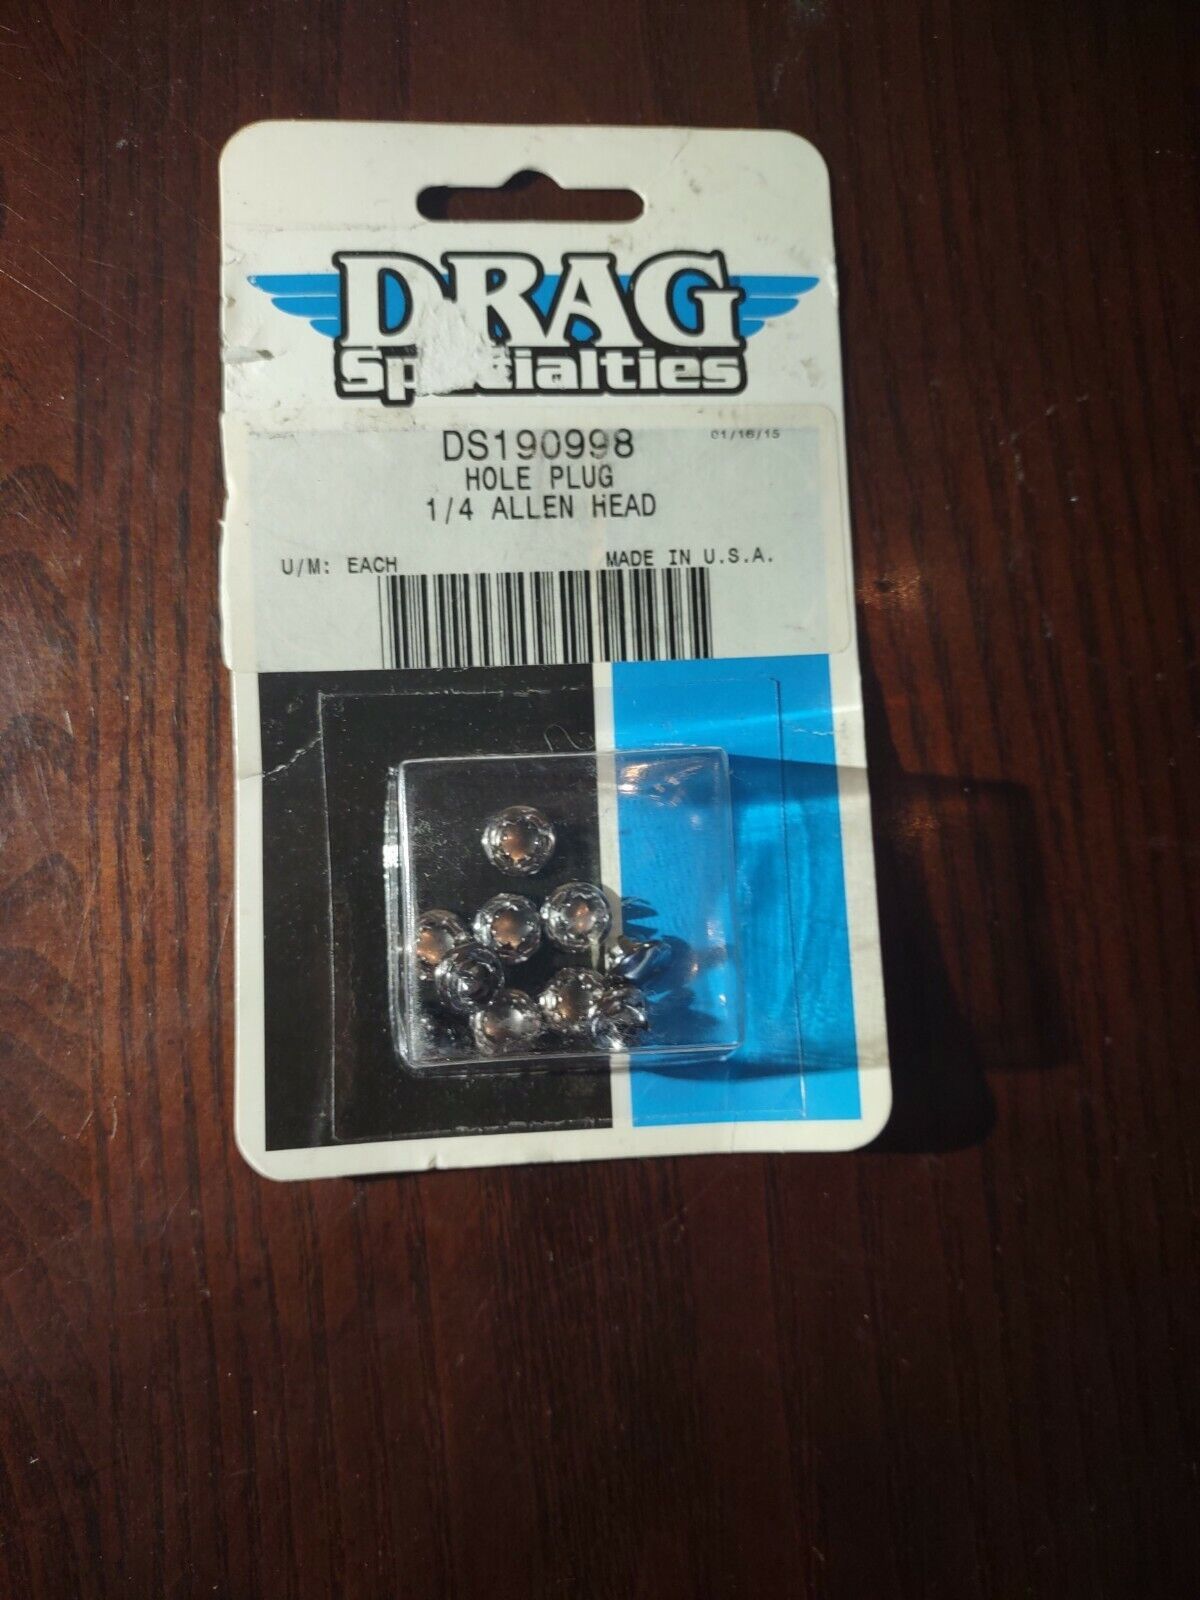 DRAG
Specialties
DS190998
01/16/15
HOLE PLUG
1/4 ALLEN HEAD
U/M: EACH
MADE IN U.S.A.